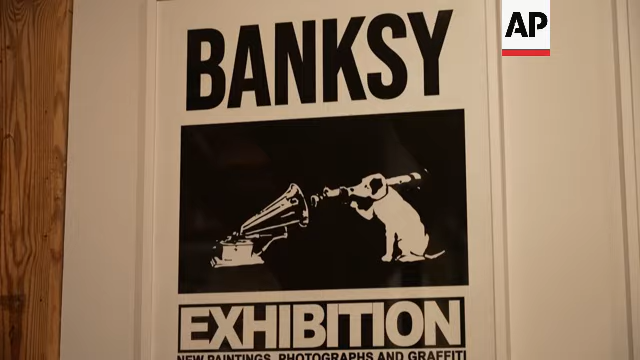 BANKSY
AP
EXHIBITION
NEW PAINTINGS, PHOTOGRAPHS AND GRAFFITI